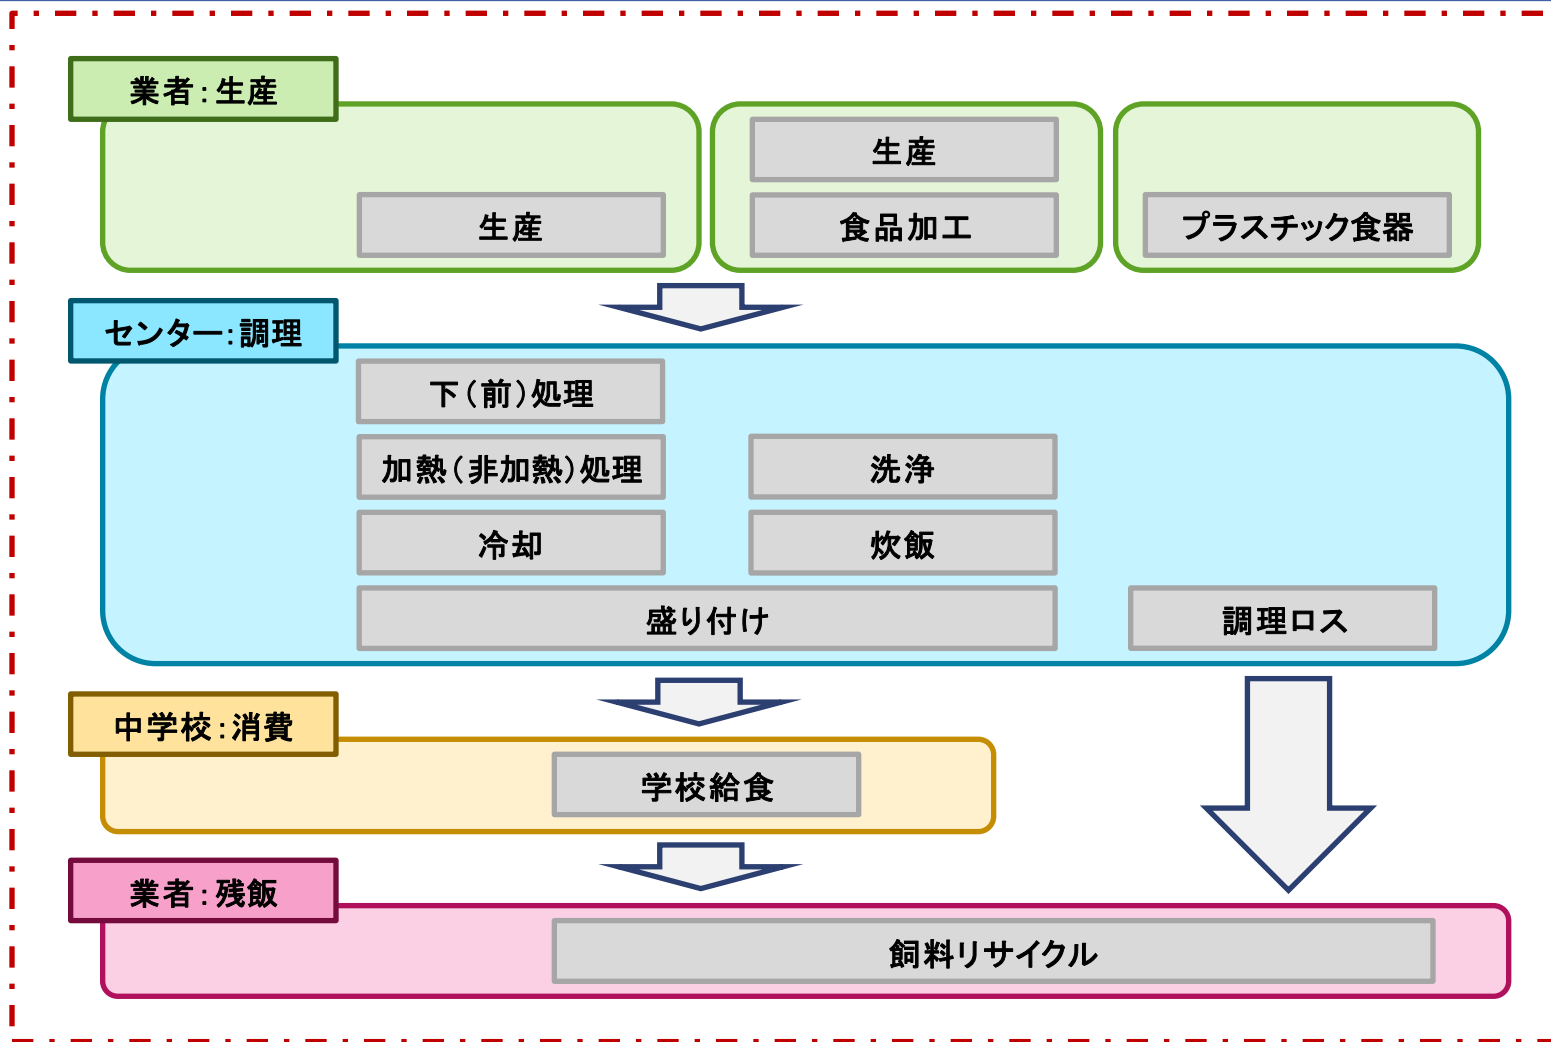 業者：生産
生産
生産
食品加工
プラスチック食器
センター：調理
下（前）処理
加熱（非加熱）処理
洗浄
冷却
炊飯
盛り付け
調理ロス
中学校：消費
学校給食
業者：残飯
飼料リサイクル